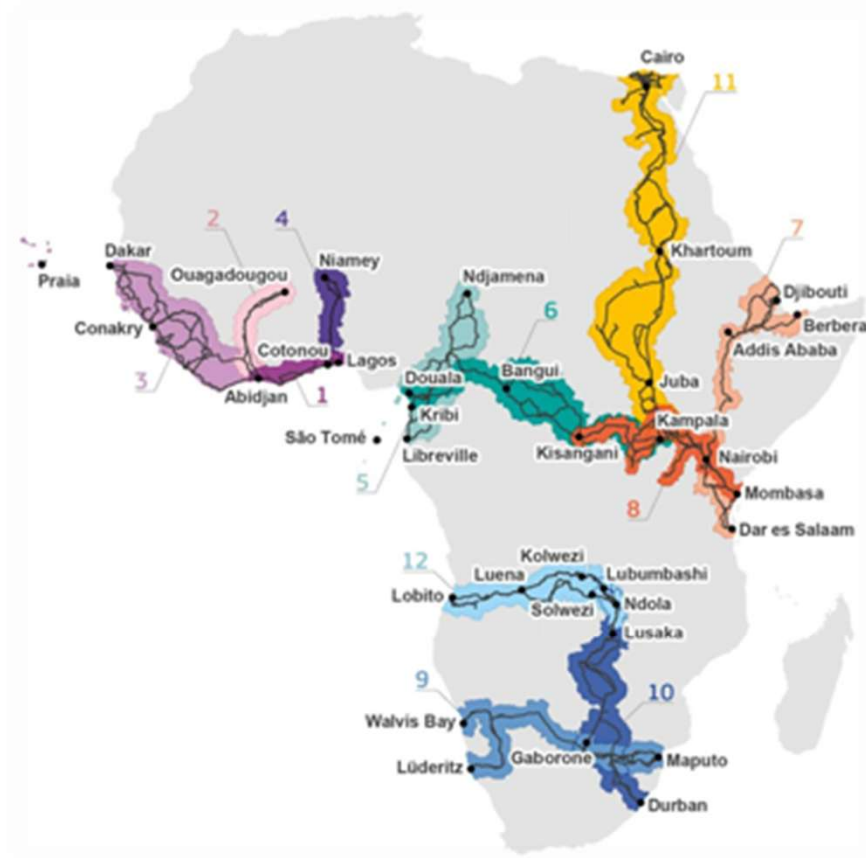 Cairo
11
2
4
7
Dakar
Niamey
Khartoum
Praia
Ouagadougou
Ndjamena
Djibouti
6
Conakry
Berbera
Cotonou
Lagos
Addis Ababa
3
Bangui
Abidjan
1
Douala
Juba
Kribi
Kampala
São Tomé
Kisangani
Libreville
Nairobi
5
8
Mombasa
Dar es Salaam
12
Kolwezi
Luena
Lubumbashi
Lobito
Solwezi
Ndola
Lusaka
9
10
Walvis Bay
Gaborone
Maputo
Lüderitz
Durban